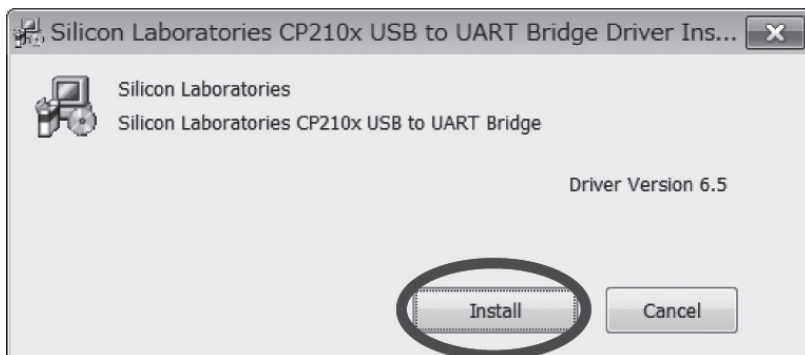 Silicon Laboratories CP210x USB to UART Bridge Driver Ins...
Silicon Laboratories
Silicon Laboratories CP210x USB to UART Bridge
Driver Version 6.5
Install
Cancel